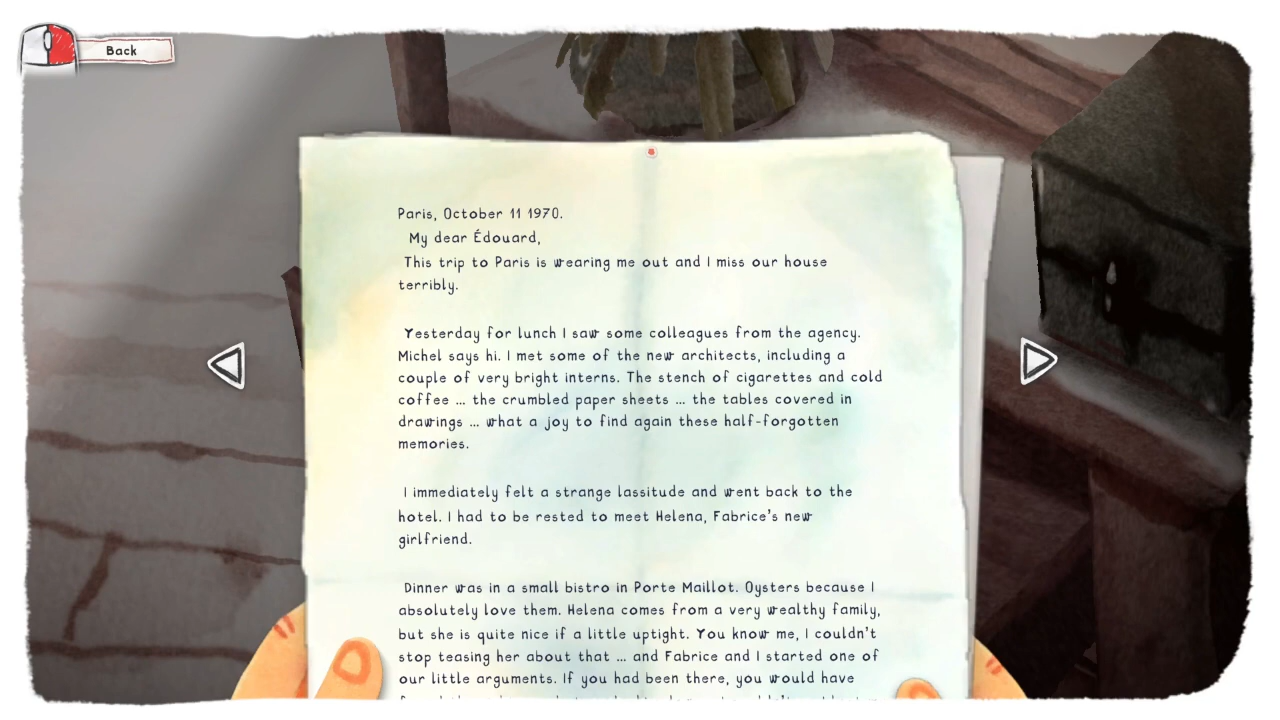 Back
Paris, October 11 1970.
My dear Édouard,
This trip to Paris is wearing me out and I miss our house
terribly.
Yesterday for lunch I saw some colleagues from the agency.
Michel says hi. I met some of the new architects, including a
couple of very bright interns. The stench of cigarettes and cold
coffee ... the crumbled paper sheets ... the tables covered in
drawings ... what a joy to find again these half-forgotten
memories.
I immediately felt a strange lassitude and went back to the
hotel. I had to be rested to meet Helena, Fabrice's new
girlfriend.
Dinner was in a small bistro in Porte Maillot. Oysters because I
absolutely love them. Helena comes from a very wealthy family,
but she is quite nice if a little uptight. You know me, I couldn't
stop teasing her about that ... and Fabrice and I started one of
our little arguments. If you had been there, you would have